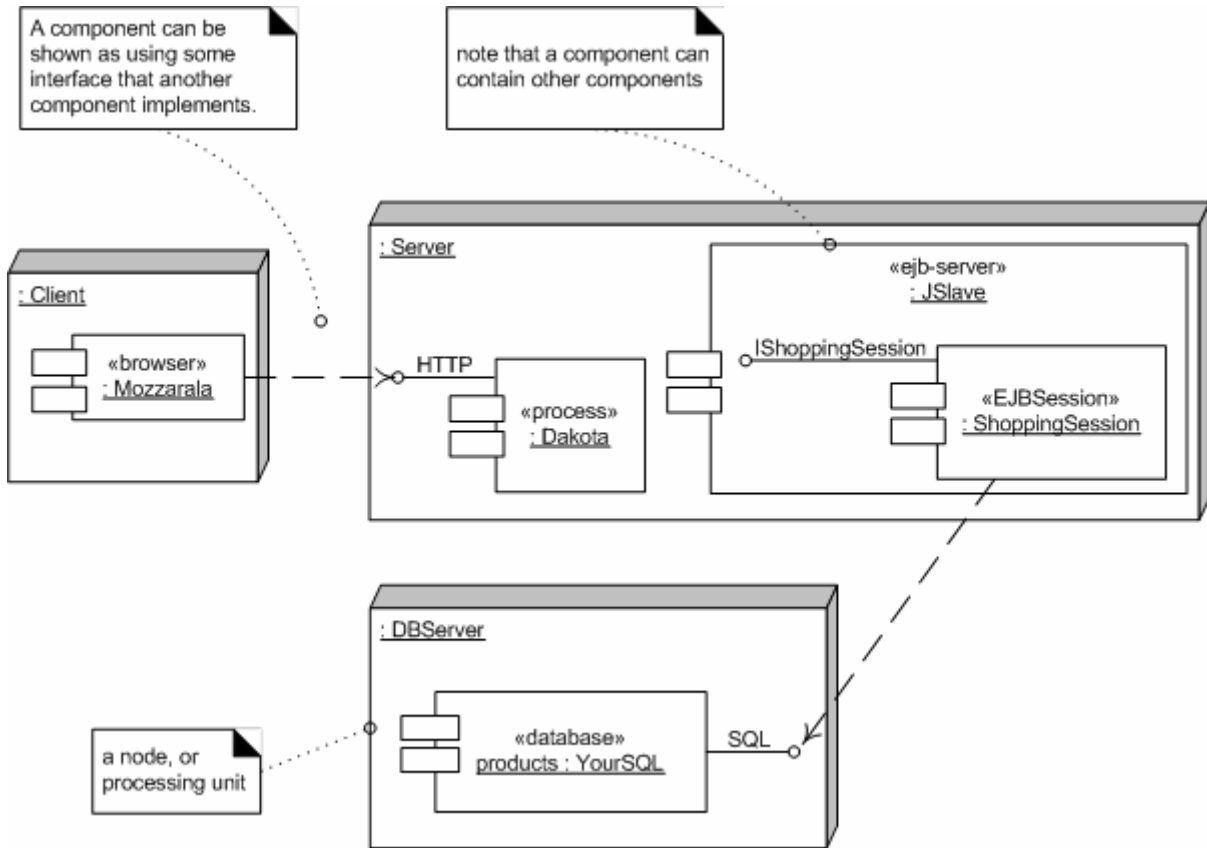 A component can be
shown as using some
interface that another
component implements.
note that a component can
contain other components
: Server
«ejb-server»
: JSlave
: Client
IShoppingSession
«browser»
: Mozzarala
HTTP
«process»
: Dakota
«EJBSession»
: ShoppingSession
: DBServer
a node, or
processing unit
«database»
products : YourSQL
SQL